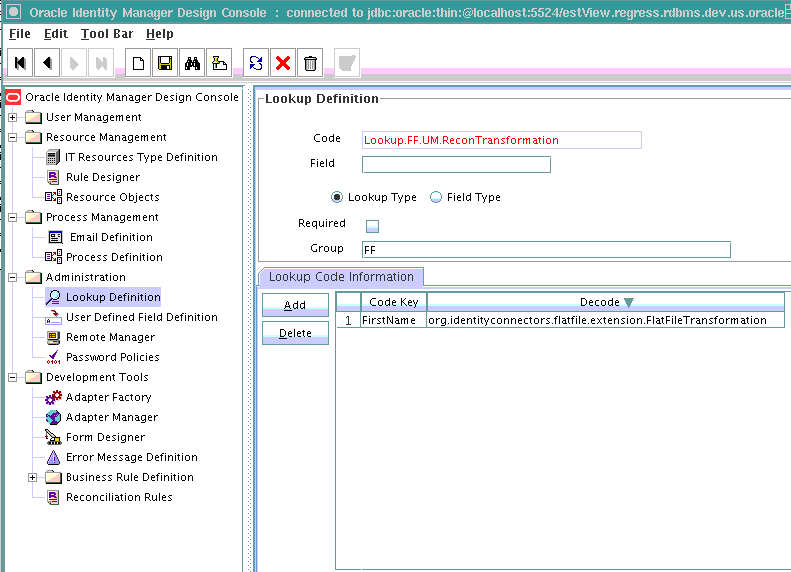 Oracle Identity Manager Design Console : connected to jdbc:oracle:thin:@localhost:5524/estView.regress.rdbms.dev.us.oracle
File Edit Tool Bar Help
Oracle Identity Manager Design Console
User Management
Resource Management
IT Resources Type Definition
Rule Designer
Resource Objects
Process Management
Email Definition
Process Definition
Administration
Lookup Definition
User Defined Field Definition
Remote Manager
Password Policies
Development Tools
Adapter Factory
Adapter Manager
Form Designer
Error Message Definition
Business Rule Definition
Reconciliation Rules
Lookup Definition
Code Lookup.FF.UM.ReconTransformation
Field
Lookup Type Field Type
Required
Group FF
Lookup Code Information
Add
Delete
Code Key Decode
1 FirstName org.identityconnectors.flatfile.extension.FlatFileTransformation